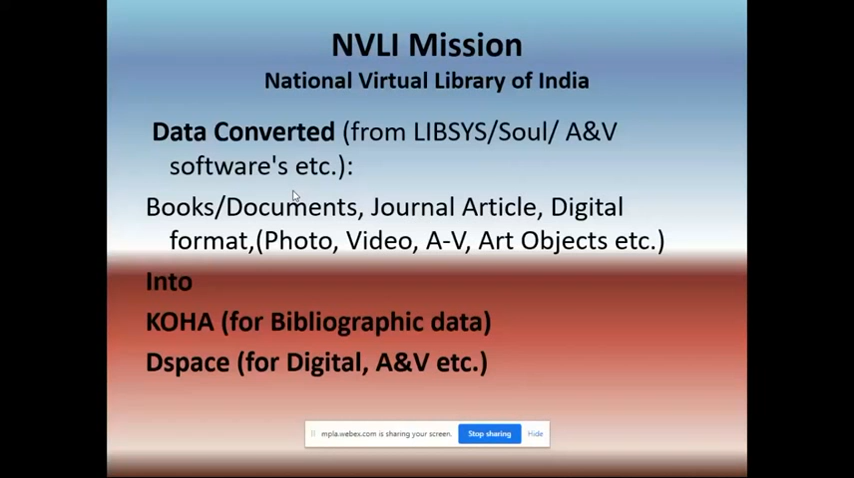 NVLI Mission
National Virtual Library of India
Data Converted (from LIBSYS/Soul/ A&V
software's etc.):
Books/Documents, Journal Article, Digital
format,(Photo, Video, A-V, Art Objects etc.)
Into
KOHA (for Bibliographic data)
Dspace (for Digital, A&V etc.)
mpla.webex.com is sharing your screen. Stop sharing Hide